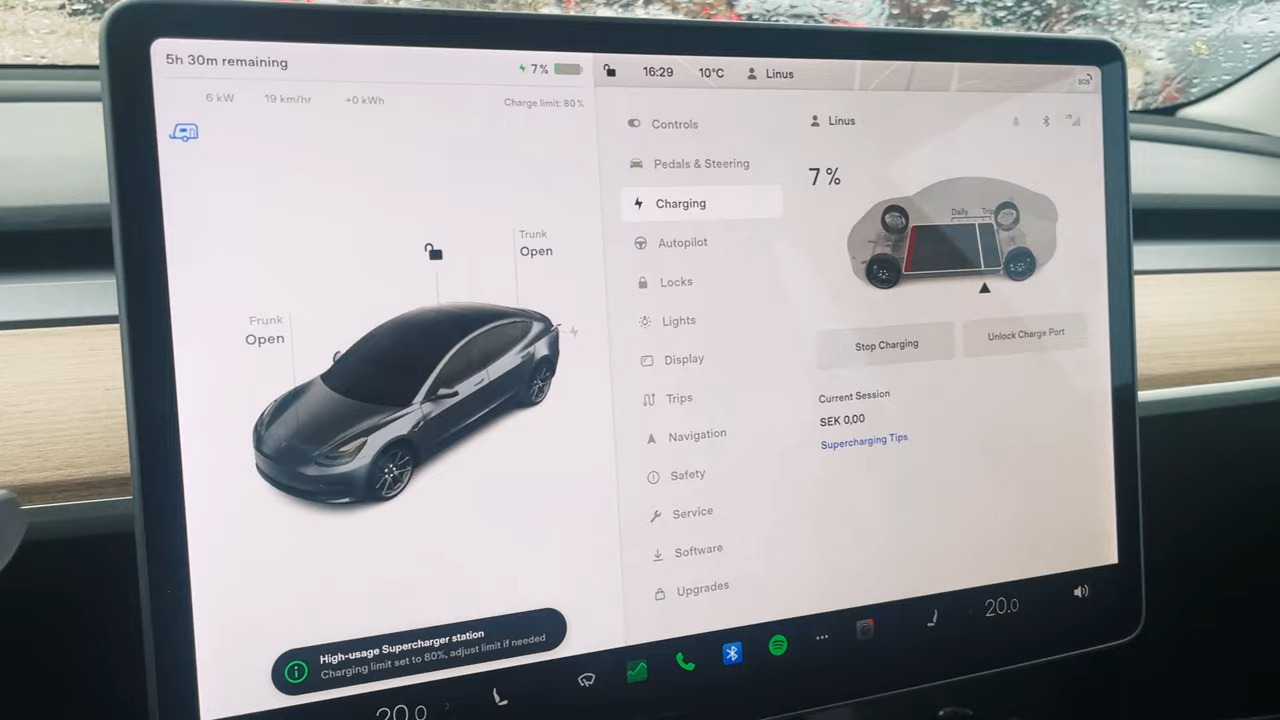 5h 30m remaining
7%
6 kW 19 km/hr +0 kWh
Charge limit: 80%
Trunk
Open
Frunk
Open
High-usage Supercharger station
Charging limit set to 80%, adjust limit if needed
16:29 10°C Linus
SOS
Controls
Pedals & Steering
Charging
Autopilot
Locks
Lights
Display
Trips
Navigation
Safety
Service
Software
Upgrades
Linus
LTE
7 %
Daily Trip
Stop Charging
Unlock Charge Port
Current Session
SEK 0,00
Supercharging Tips
20.0
20.0